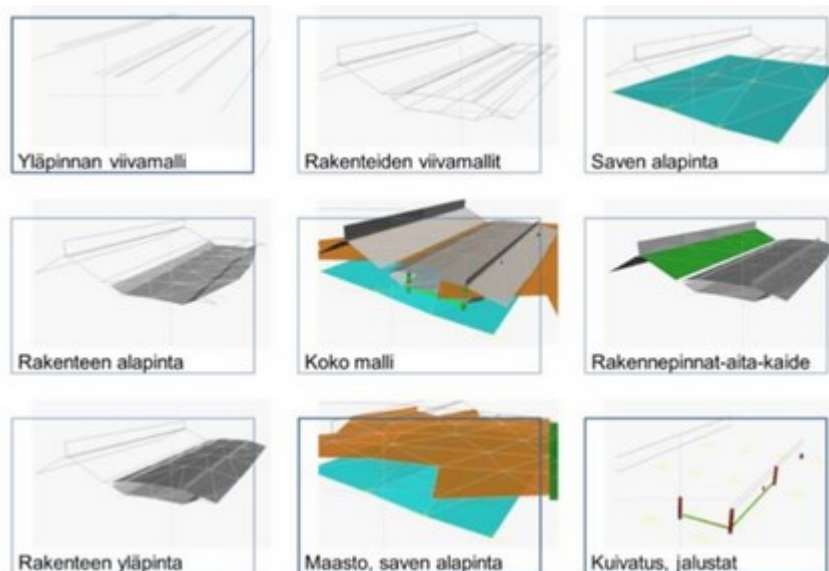 Yläpinnan viivamalli
Rakenteiden viivamallit
Saven alapinta
Rakenteen alapinta
Koko malli
Rakennepinnat-aita-kaide
Rakenteen yläpinta
Maasto, saven alapinta
Kuivatus, jalustat